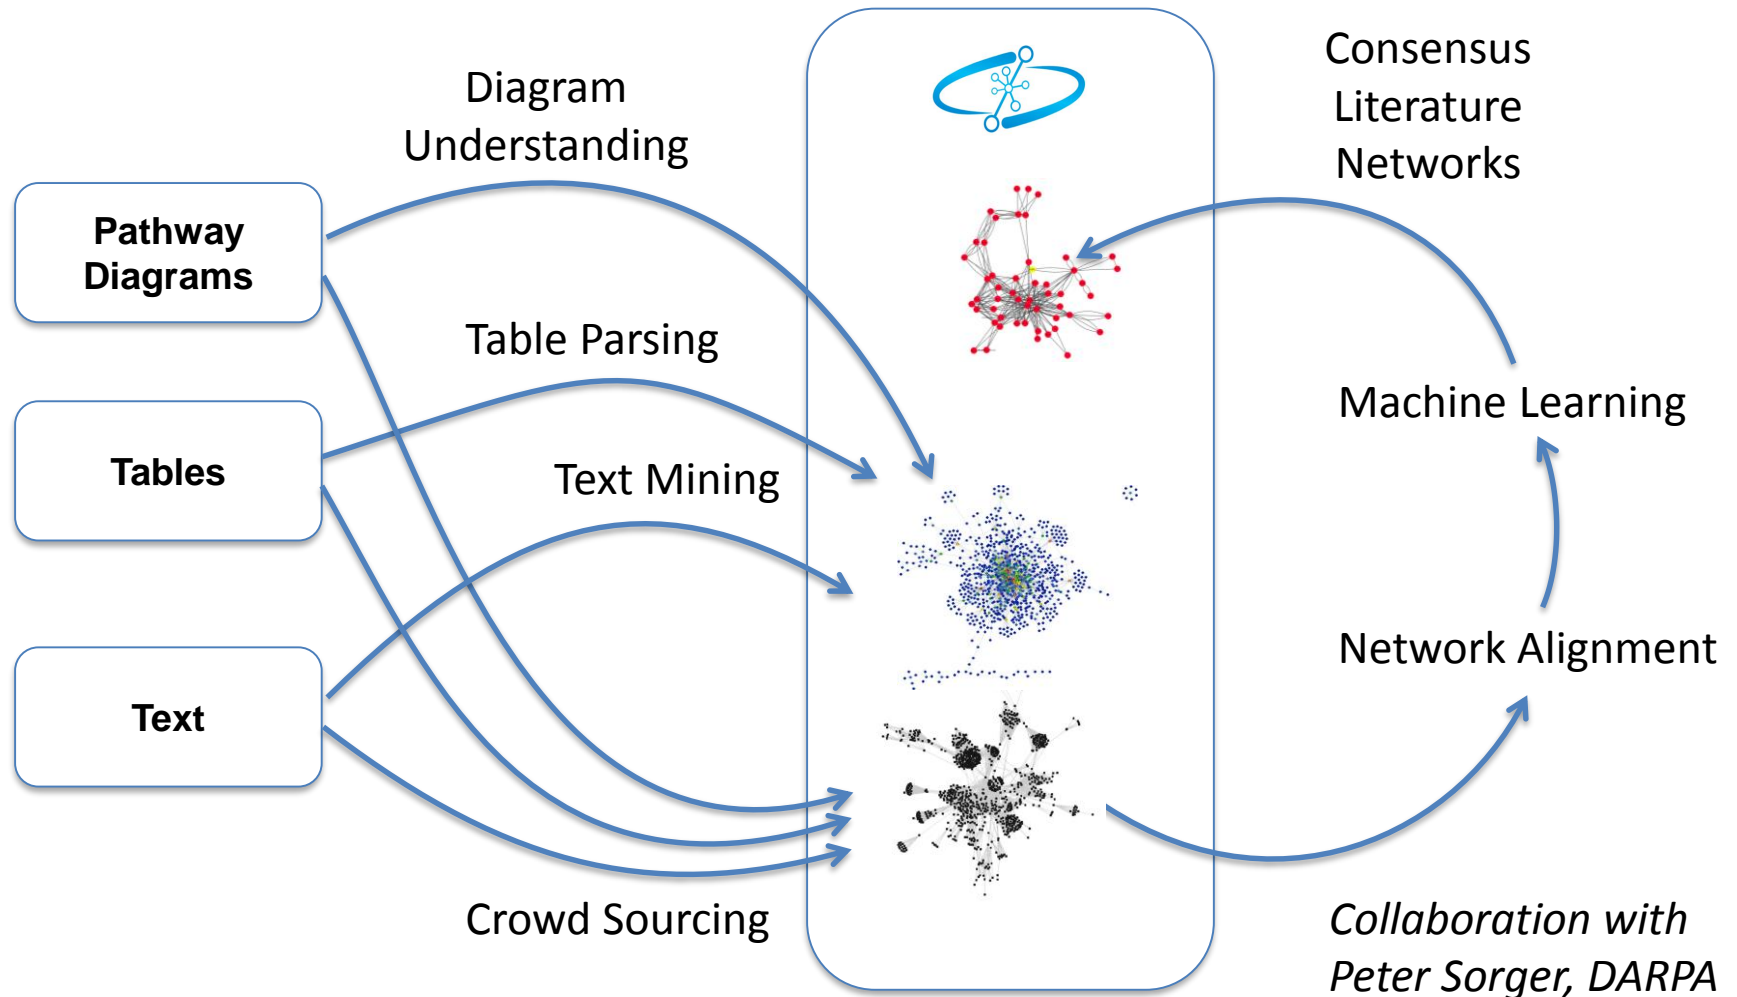 Diagram
Understanding
Pathway
Diagrams
Table Parsing
Tables
Text Mining
Text
Crowd Sourcing
Consensus
Literature
Networks
Machine Learning
Network Alignment
Collaboration with
Peter Sorger, DARPA